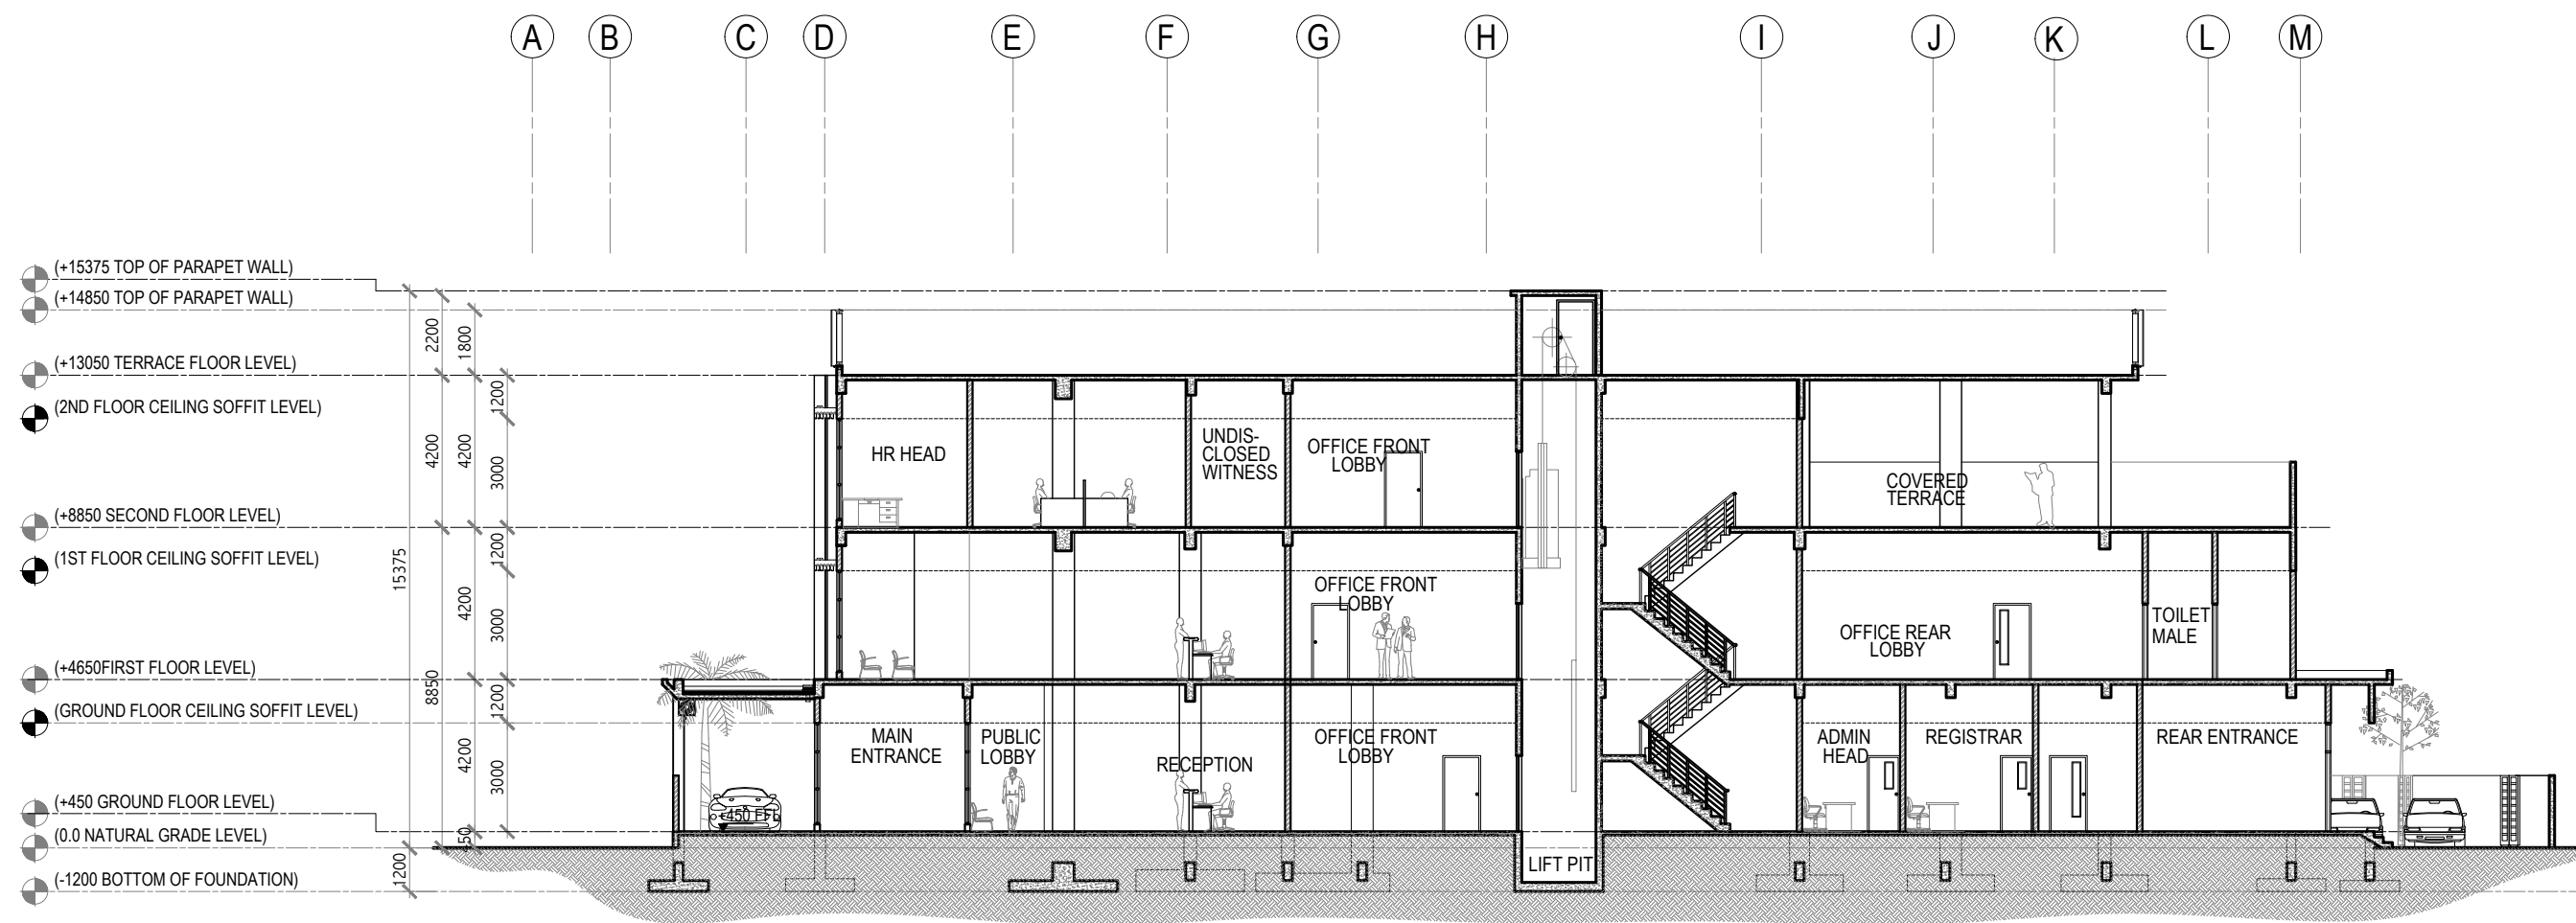 A B C D E F G H I J K L M
(+15375 TOP OF PARAPET WALL)
(+14850 TOP OF PARAPET WALL)
(+13050 TERRACE FLOOR LEVEL)
(2ND FLOOR CEILING SOFFIT LEVEL)
(+8850 SECOND FLOOR LEVEL)
(1ST FLOOR CEILING SOFFIT LEVEL)
(+4650FIRST FLOOR LEVEL)
(GROUND FLOOR CEILING SOFFIT LEVEL)
(+450 GROUND FLOOR LEVEL)
(0.0 NATURAL GRADE LEVEL)
(-1200 BOTTOM OF FOUNDATION)
15375
1200
2200
4200
8850
1800
4200
4200
4200
450
1200
3000
1200
3000
1200
3000
HR HEAD
UNDIS-
CLOSED
WITNESS
OFFICE FRONT
LOBBY
COVERED
TERRACE
OFFICE FRONT
LOBBY
OFFICE REAR
LOBBY
TOILET
MALE
MAIN
ENTRANCE
PUBLIC
LOBBY
RECEPTION
OFFICE FRONT
LOBBY
ADMIN
HEAD
REGISTRAR
REAR ENTRANCE
+450 FFL
LIFT PIT